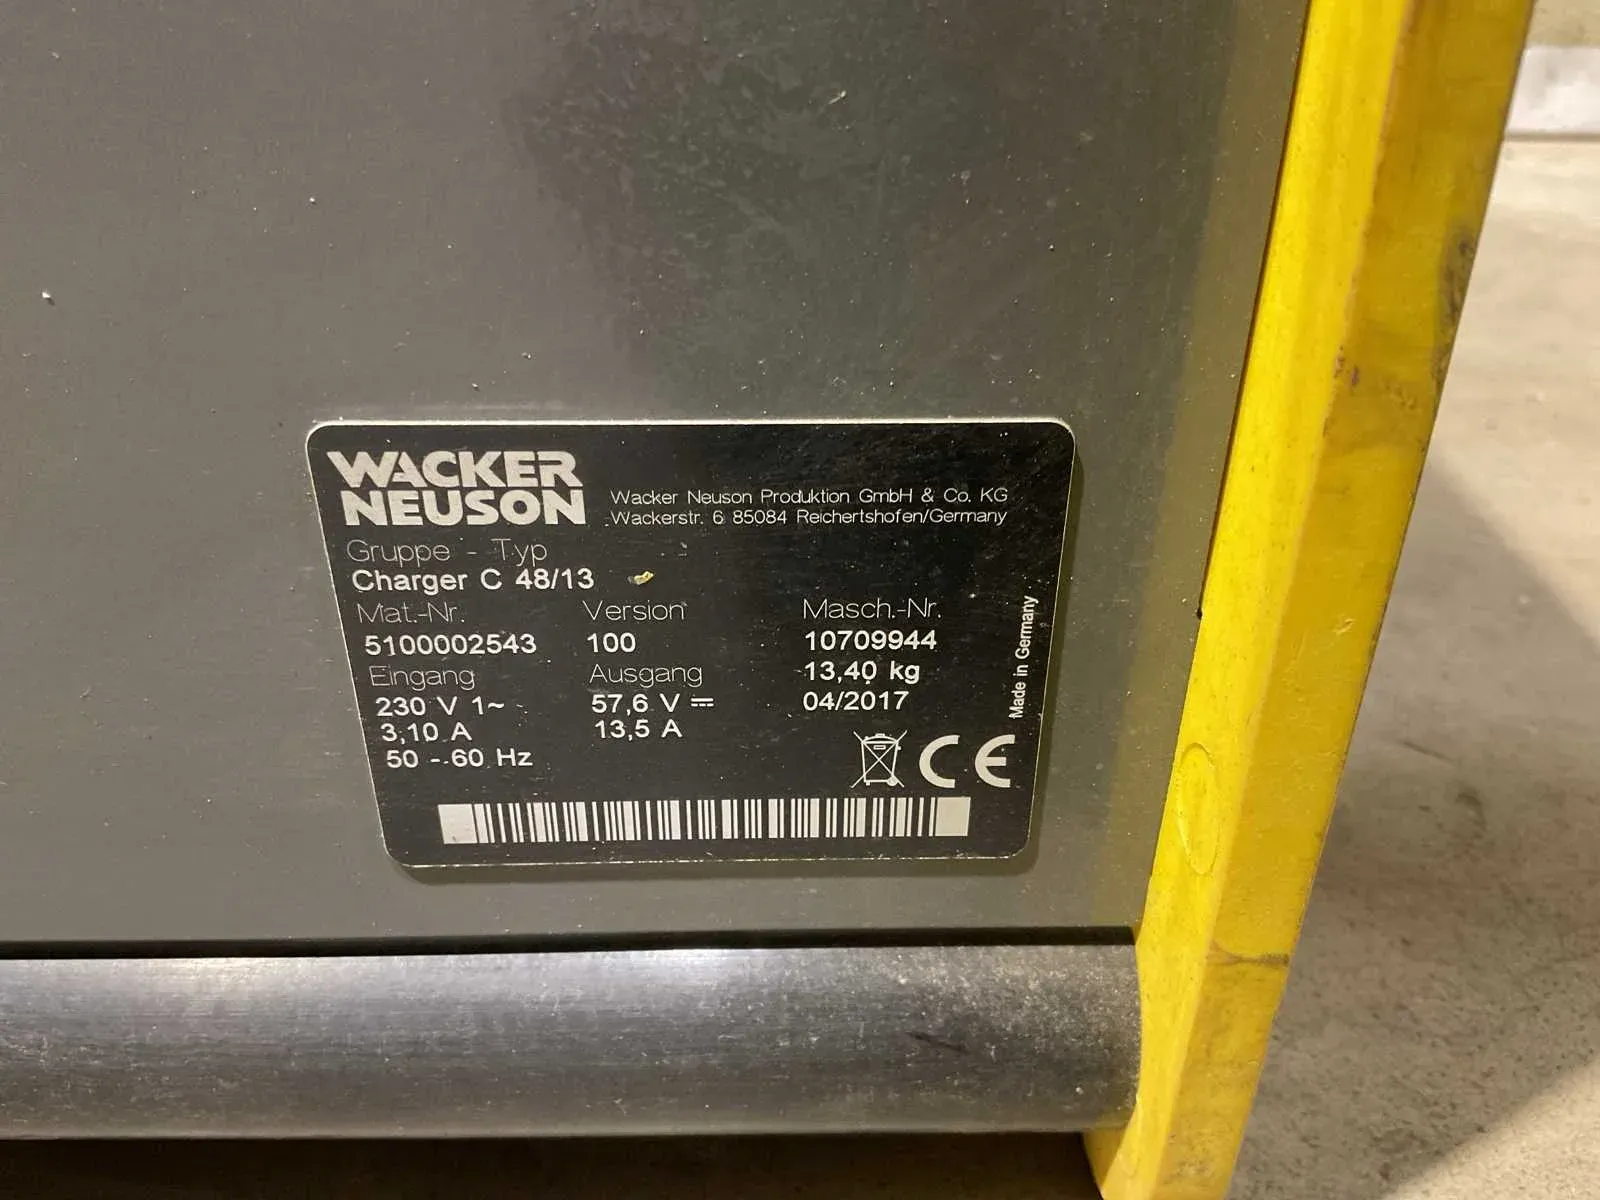 WACKER
NEUSON
Wacker Neuson Produktion GmbH & Co. KG
Wackerstr. 6 85084 Reichertshofen/Germany
Gruppe - Typ
Charger C 48/13
Mat.-Nr. Version Masch.-Nr.
5100002543 100 10709944
Eingang Ausgang 13,40 kg
230 V 1~ 57,6 V ⎓ 04/2017
3,10 A 13,5 A
50 - 60 Hz
Made in Germany
CE